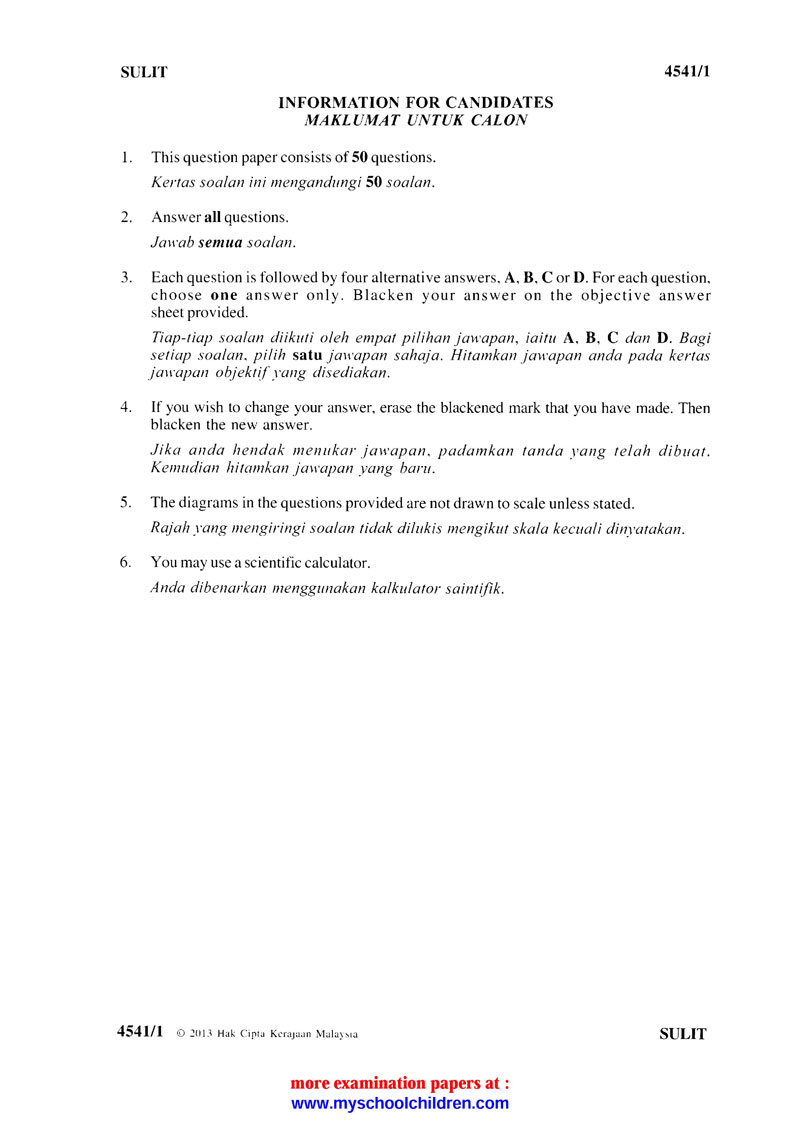 SULIT 4541/1
INFORMATION FOR CANDIDATES
MAKLUMAT UNTUK CALON
1. This question paper consists of 50 questions.
Kertas soalan ini mengandungi 50 soalan.
2. Answer all questions.
Jawab semua soalan.
3. Each question is followed by four alternative answers, A, B, C or D. For each question,
choose one answer only. Blacken your answer on the objective answer
sheet provided.
Tiap-tiap soalan diikuti oleh empat pilihan jawapan, iaitu A, B, C dan D. Bagi
setiap soalan, pilih satu jawapan sahaja. Hitamkan jawapan anda pada kertas
jawapan objektif yang disediakan.
4. If you wish to change your answer, erase the blackened mark that you have made. Then
blacken the new answer.
Jika anda hendak menukar jawapan, padamkan tanda yang telah dibuat.
Kemudian hitamkan jawapan yang baru.
5. The diagrams in the questions provided are not drawn to scale unless stated.
Rajah yang mengiringi soalan tidak dilukis mengikut skala kecuali dinyatakan.
6. You may use a scientific calculator.
Anda dibenarkan menggunakan kalkulator saintifik.
4541/1 © 2013 Hak Cipta Kerajaan Malaysia SULIT
more examination papers at :
www.myschoolchildren.com